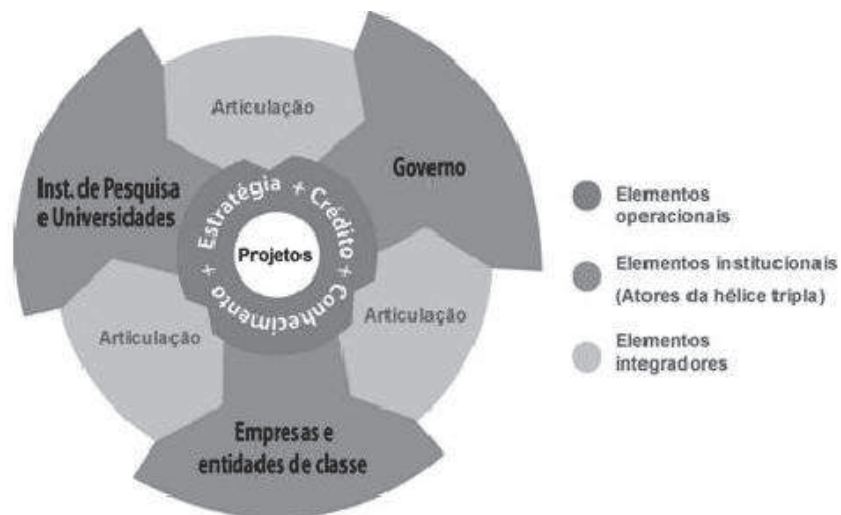 Articulação
Inst. de Pesquisa
e Universidades
Governo
Estratégia + Crédito + Conhecimento +
Projetos
Articulação
Articulação
Empresas e
entidades de classe
Elementos
operacionais
Elementos institucionais
(Atores da hélice tripla)
Elementos
integradores